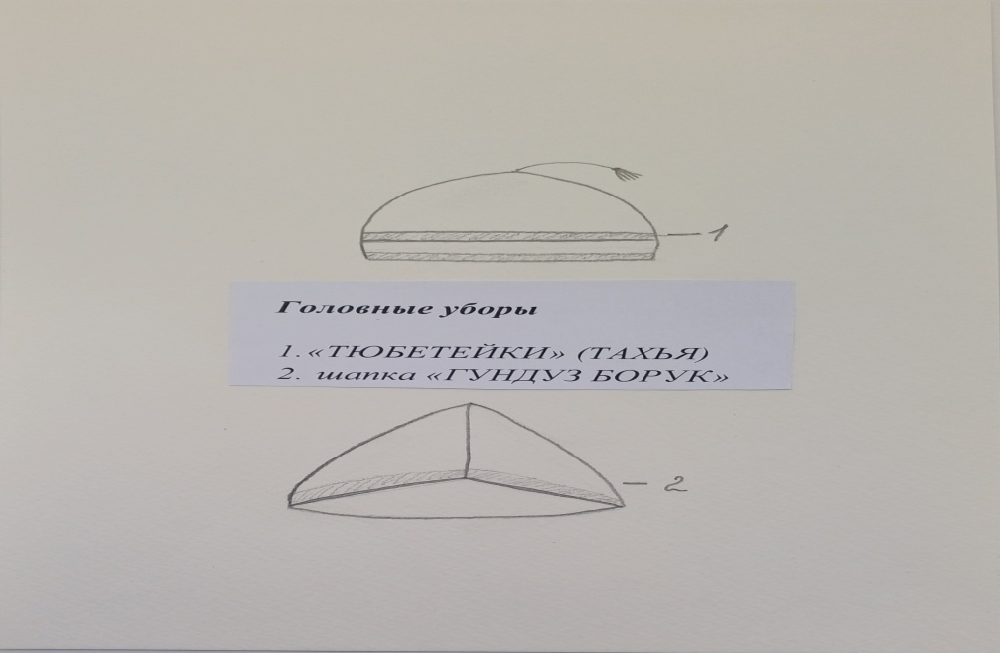 — 1
Головные уборы
1. «ТЮБЕТЕЙКИ» (ТАХЬЯ)
2. шапка «ГУНДУЗ БОРУК»
— 2